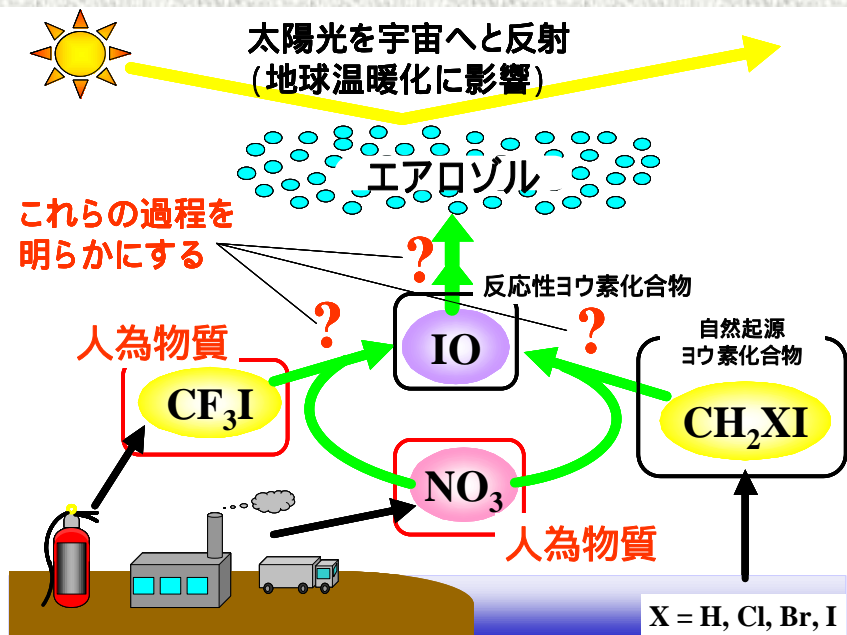 太陽光を宇宙へと反射
(地球温暖化に影響)
エアロゾル
これらの過程を
明らかにする
?
?
?
反応性ヨウ素化合物
自然起源
ヨウ素化合物
人為物質
IO
CF₃I
CH₂XI
NO₃
人為物質
X = H, Cl, Br, I